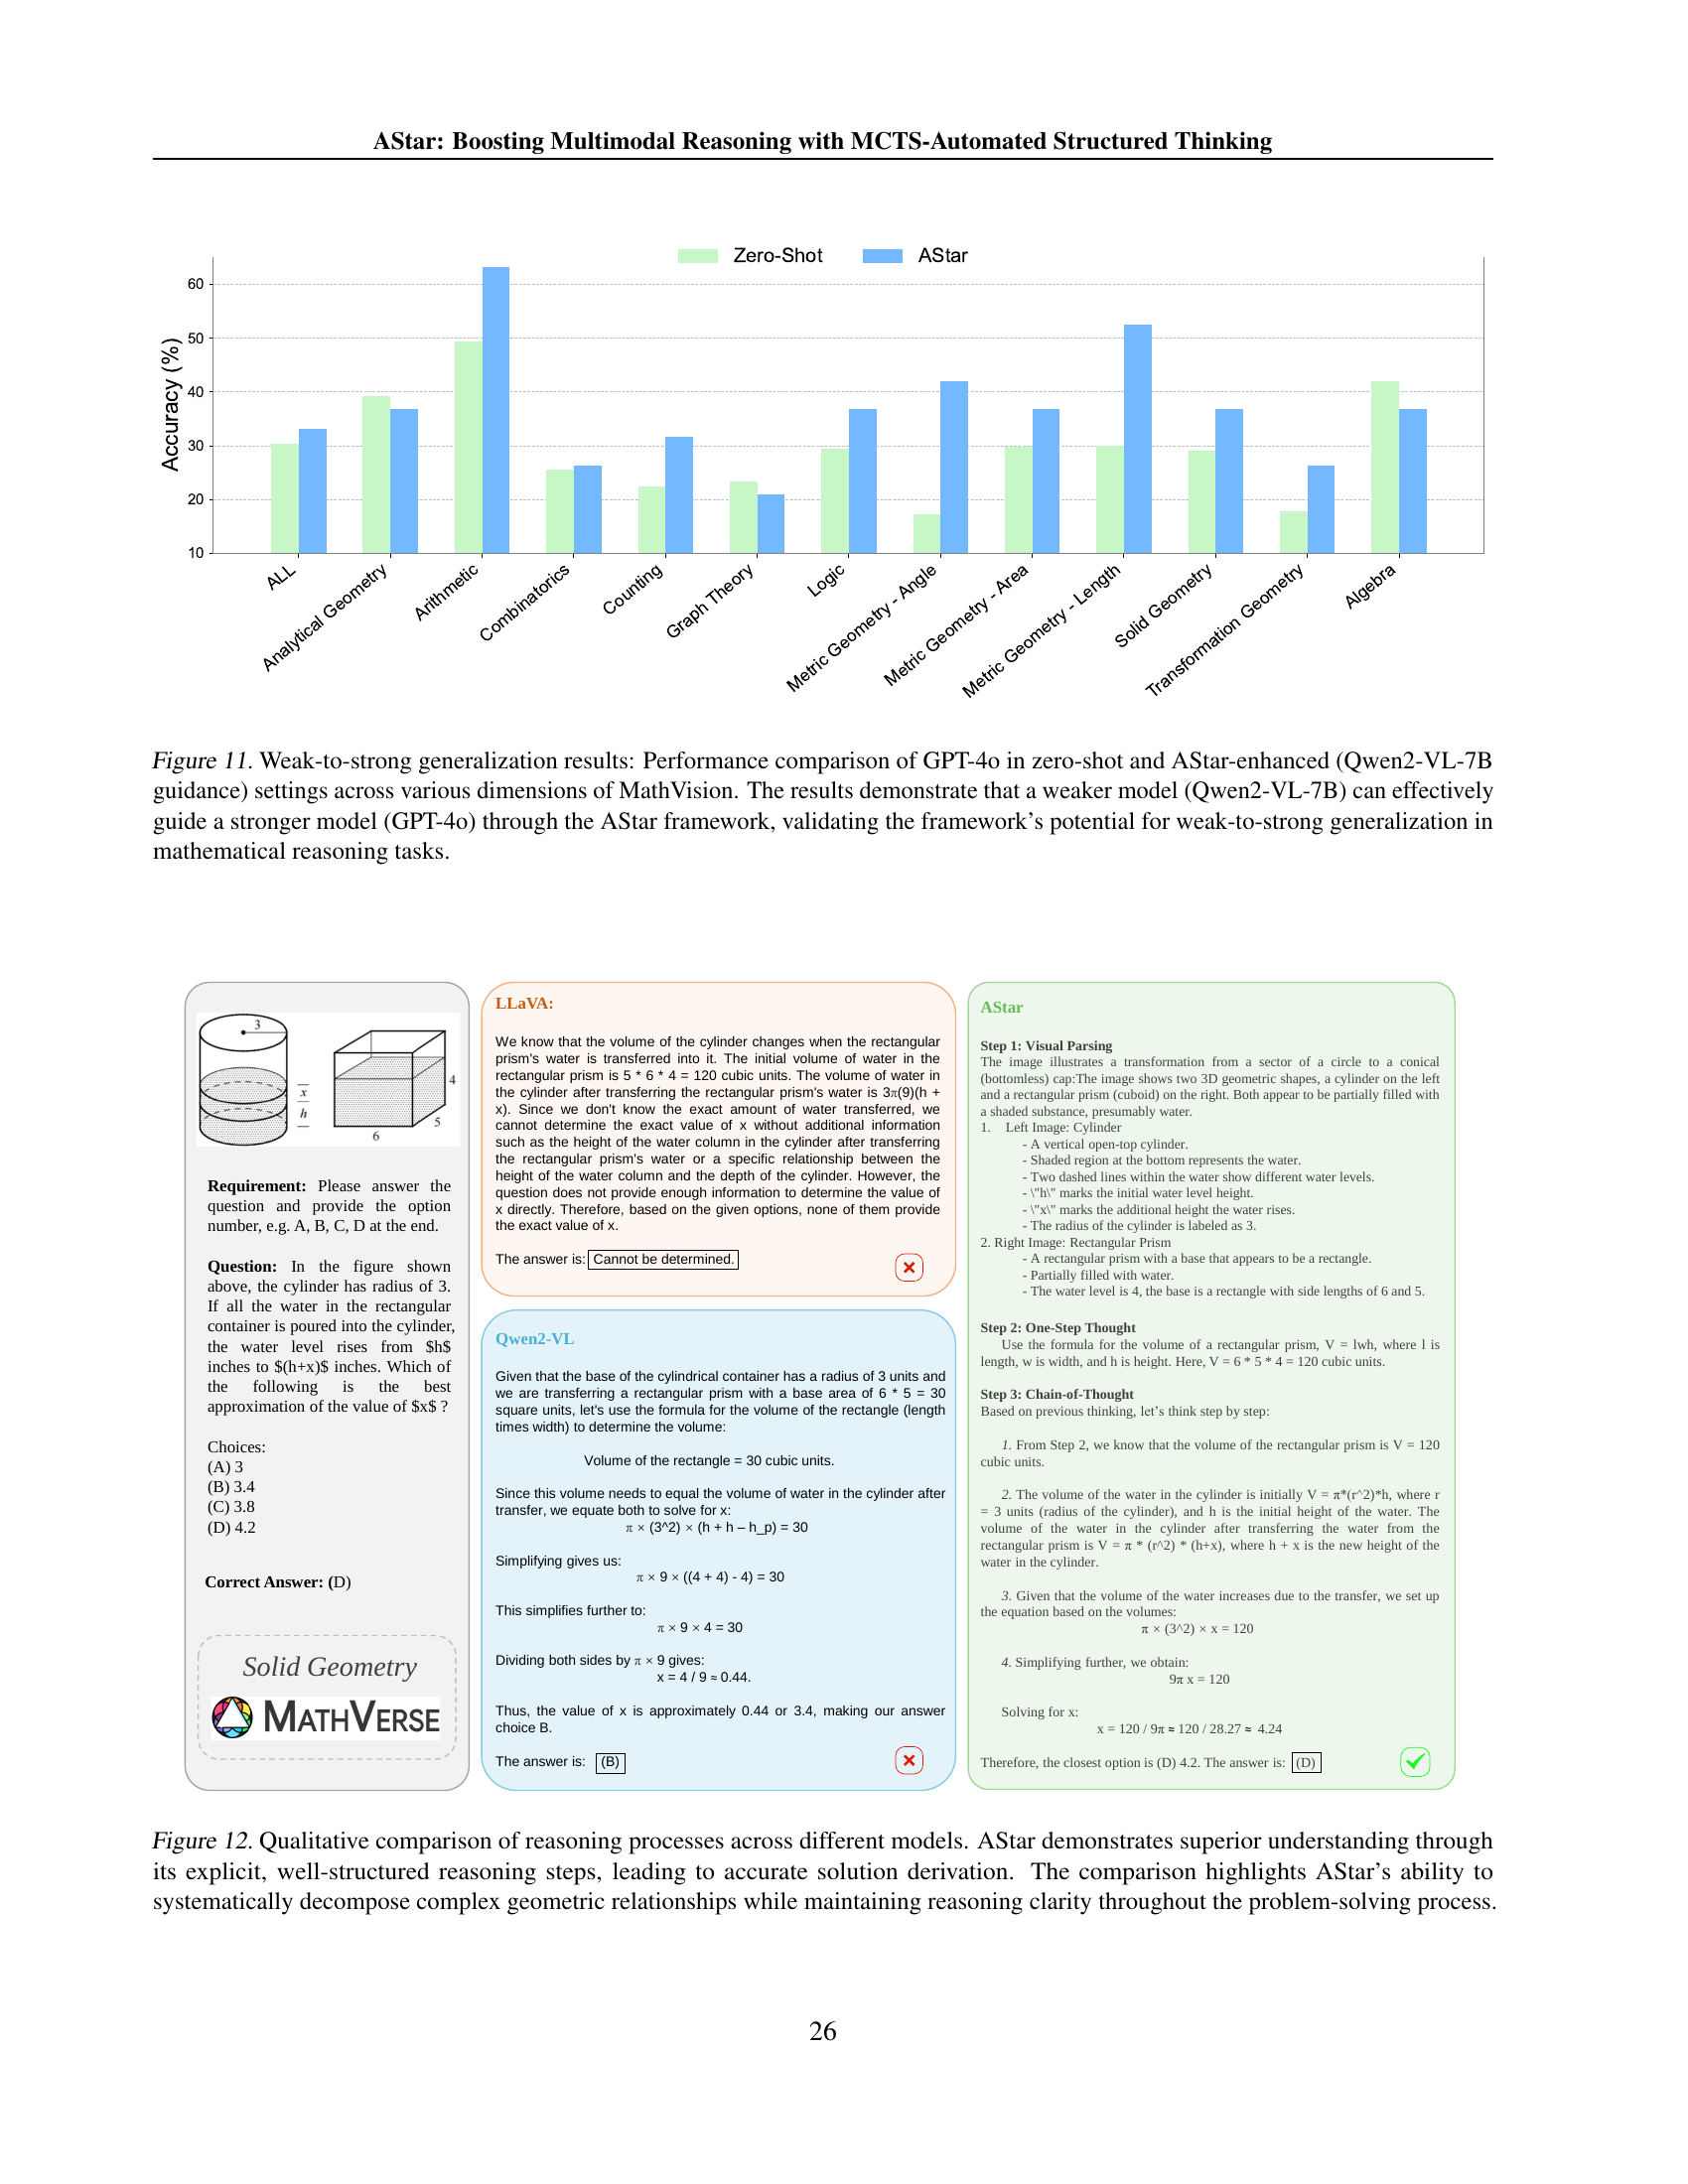 AStar: Boosting Multimodal Reasoning with MCTS-Automated Structured Thinking
Zero-Shot
AStar
Accuracy (%)
60
50
40
30
20
10
ALL
Analytical Geometry
Arithmetic
Combinatorics
Counting
Graph Theory
Logic
Metric Geometry - Angle
Metric Geometry - Area
Metric Geometry - Length
Solid Geometry
Transformation Geometry
Algebra
Figure 11. Weak-to-strong generalization results: Performance comparison of GPT-4o in zero-shot and AStar-enhanced (Qwen2-VL-7B
guidance) settings across various dimensions of MathVision. The results demonstrate that a weaker model (Qwen2-VL-7B) can effectively
guide a stronger model (GPT-4o) through the AStar framework, validating the framework's potential for weak-to-strong generalization in
mathematical reasoning tasks.
3
x
h
4
5
6
Requirement: Please answer the
question and provide the option
number, e.g. A, B, C, D at the end.
Question: In the figure shown
above, the cylinder has radius of 3.
If all the water in the rectangular
container is poured into the cylinder,
the water level rises from $h$
inches to $(h+x)$ inches. Which of
the following is the best
approximation of the value of $x$ ?
Choices:
(A) 3
(B) 3.4
(C) 3.8
(D) 4.2
Correct Answer: (D)
Solid Geometry
MATHVERSE
LLaVA:
We know that the volume of the cylinder changes when the rectangular
prism's water is transferred into it. The initial volume of water in the
rectangular prism is 5 * 6 * 4 = 120 cubic units. The volume of water in
the cylinder after transferring the rectangular prism's water is 3π(9)(h +
x). Since we don't know the exact amount of water transferred, we
cannot determine the exact value of x without additional information
such as the height of the water column in the cylinder after transferring
the rectangular prism's water or a specific relationship between the
height of the water column and the depth of the cylinder. However, the
question does not provide enough information to determine the value of
x directly. Therefore, based on the given options, none of them provide
the exact value of x.
The answer is: Cannot be determined.
Qwen2-VL
Given that the base of the cylindrical container has a radius of 3 units and
we are transferring a rectangular prism with a base area of 6 * 5 = 30
square units, let's use the formula for the volume of the rectangle (length
times width) to determine the volume:
Volume of the rectangle = 30 cubic units.
Since this volume needs to equal the volume of water in the cylinder after
transfer, we equate both to solve for x:
π × (3^2) × (h + h – h_p) = 30
Simplifying gives us:
π × 9 × ((4 + 4) - 4) = 30
This simplifies further to:
π × 9 × 4 = 30
Dividing both sides by π × 9 gives:
x = 4 / 9 ≈ 0.44.
Thus, the value of x is approximately 0.44 or 3.4, making our answer
choice B.
The answer is: (B)
AStar
Step 1: Visual Parsing
The image illustrates a transformation from a sector of a circle to a conical
(bottomless) cap:The image shows two 3D geometric shapes, a cylinder on the left
and a rectangular prism (cuboid) on the right. Both appear to be partially filled with
a shaded substance, presumably water.
1. Left Image: Cylinder
- A vertical open-top cylinder.
- Shaded region at the bottom represents the water.
- Two dashed lines within the water show different water levels.
- \"h\" marks the initial water level height.
- \"x\" marks the additional height the water rises.
- The radius of the cylinder is labeled as 3.
2. Right Image: Rectangular Prism
- A rectangular prism with a base that appears to be a rectangle.
- Partially filled with water.
- The water level is 4, the base is a rectangle with side lengths of 6 and 5.
Step 2: One-Step Thought
Use the formula for the volume of a rectangular prism, V = lwh, where l is
length, w is width, and h is height. Here, V = 6 * 5 * 4 = 120 cubic units.
Step 3: Chain-of-Thought
Based on previous thinking, let's think step by step:
1. From Step 2, we know that the volume of the rectangular prism is V = 120
cubic units.
2. The volume of the water in the cylinder is initially V = π*(r^2)*h, where r
= 3 units (radius of the cylinder), and h is the initial height of the water. The
volume of the water in the cylinder after transferring the water from the
rectangular prism is V = π * (r^2) * (h+x), where h + x is the new height of the
water in the cylinder.
3. Given that the volume of the water increases due to the transfer, we set up
the equation based on the volumes:
π × (3^2) × x = 120
4. Simplifying further, we obtain:
9π x = 120
Solving for x:
x = 120 / 9π ≈ 120 / 28.27 ≈ 4.24
Therefore, the closest option is (D) 4.2. The answer is: (D)
Figure 12. Qualitative comparison of reasoning processes across different models. AStar demonstrates superior understanding through
its explicit, well-structured reasoning steps, leading to accurate solution derivation. The comparison highlights AStar's ability to
systematically decompose complex geometric relationships while maintaining reasoning clarity throughout the problem-solving process.
26